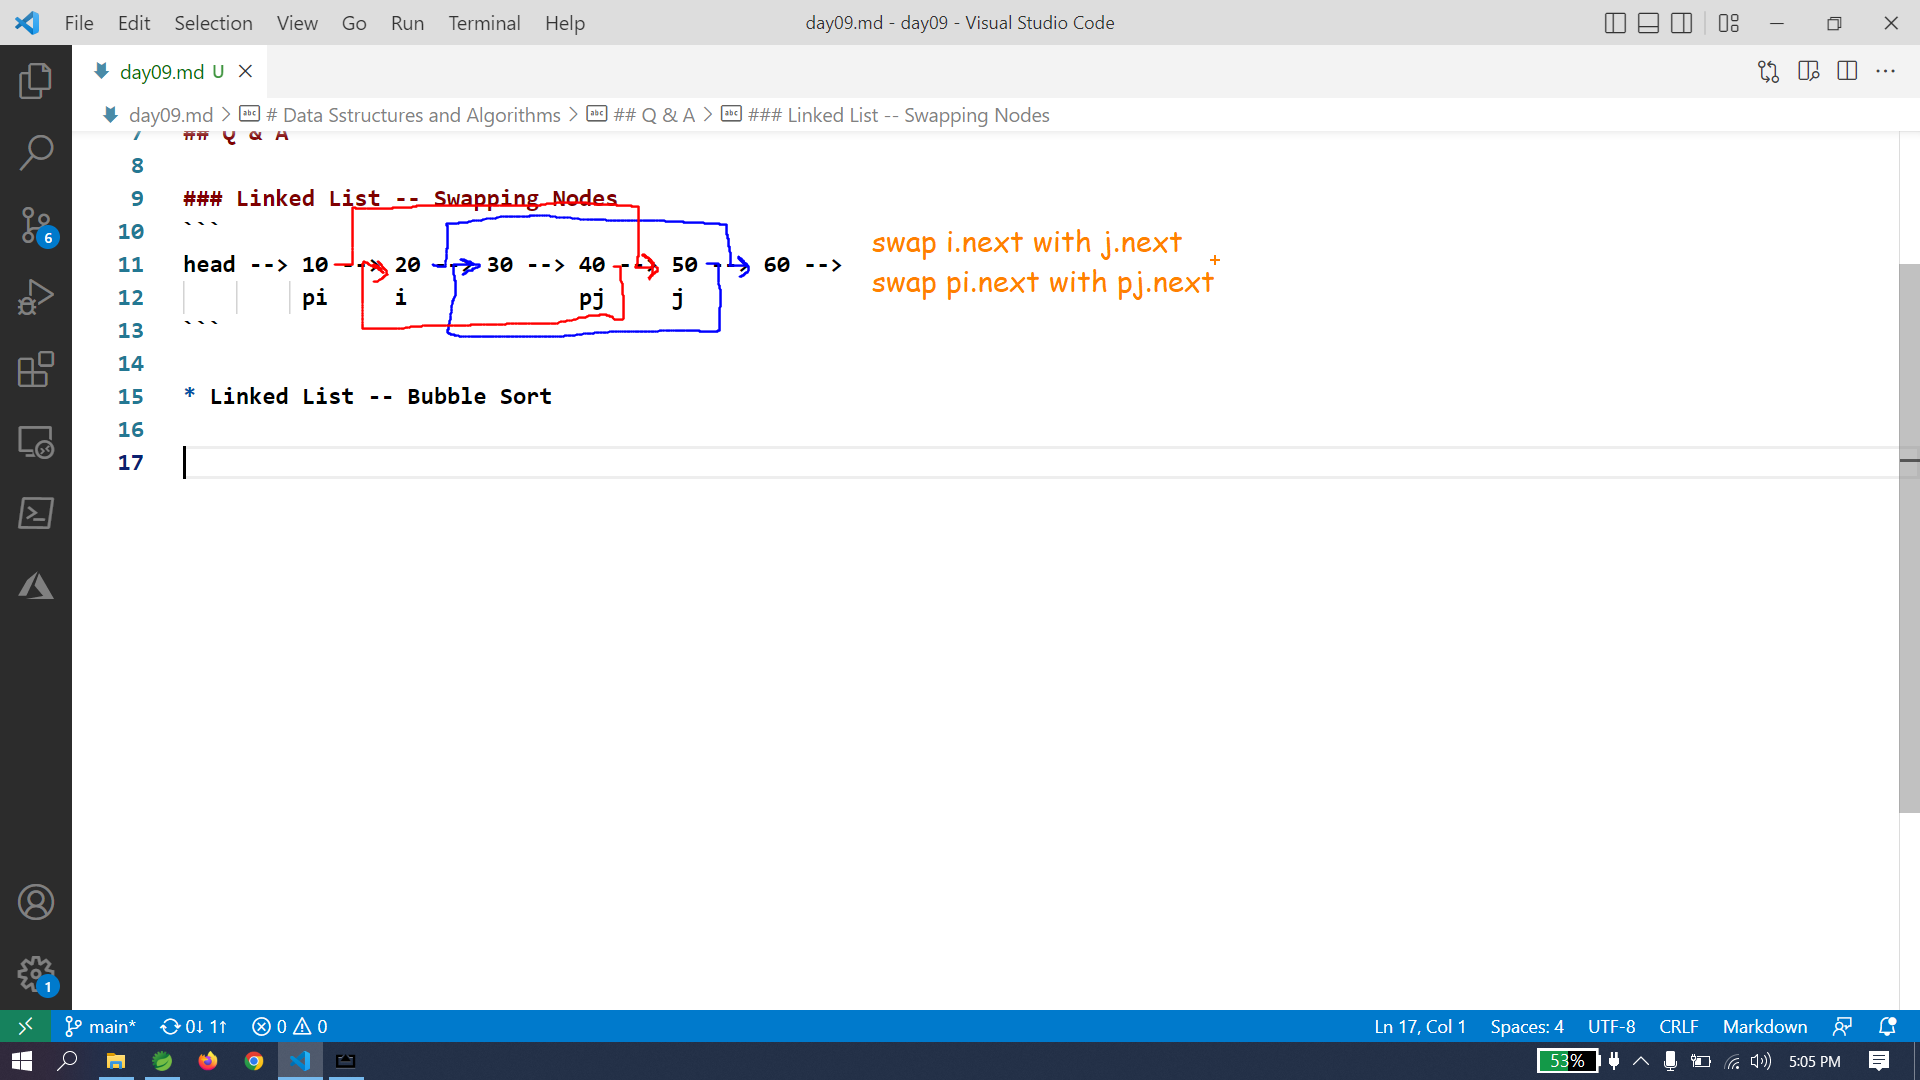 File Edit Selection View Go Run Terminal Help day09.md - day09 - Visual Studio Code
day09.md U
day09.md > # Data Sstructures and Algorithms > ## Q & A > ### Linked List -- Swapping Nodes
7 ## Q & A
8
9 ### Linked List -- Swapping Nodes
10 ```
11 head --> 10 --> 20 --> 30 --> 40 --> 50 --> 60 -->
12 pi i pj j
13 ```
14
15 * Linked List -- Bubble Sort
16
17
swap i.next with j.next
swap pi.next with pj.next
6
1
main* 0↓ 1↑ 0 0 Ln 17, Col 1 Spaces: 4 UTF-8 CRLF Markdown
53% 5:05 PM